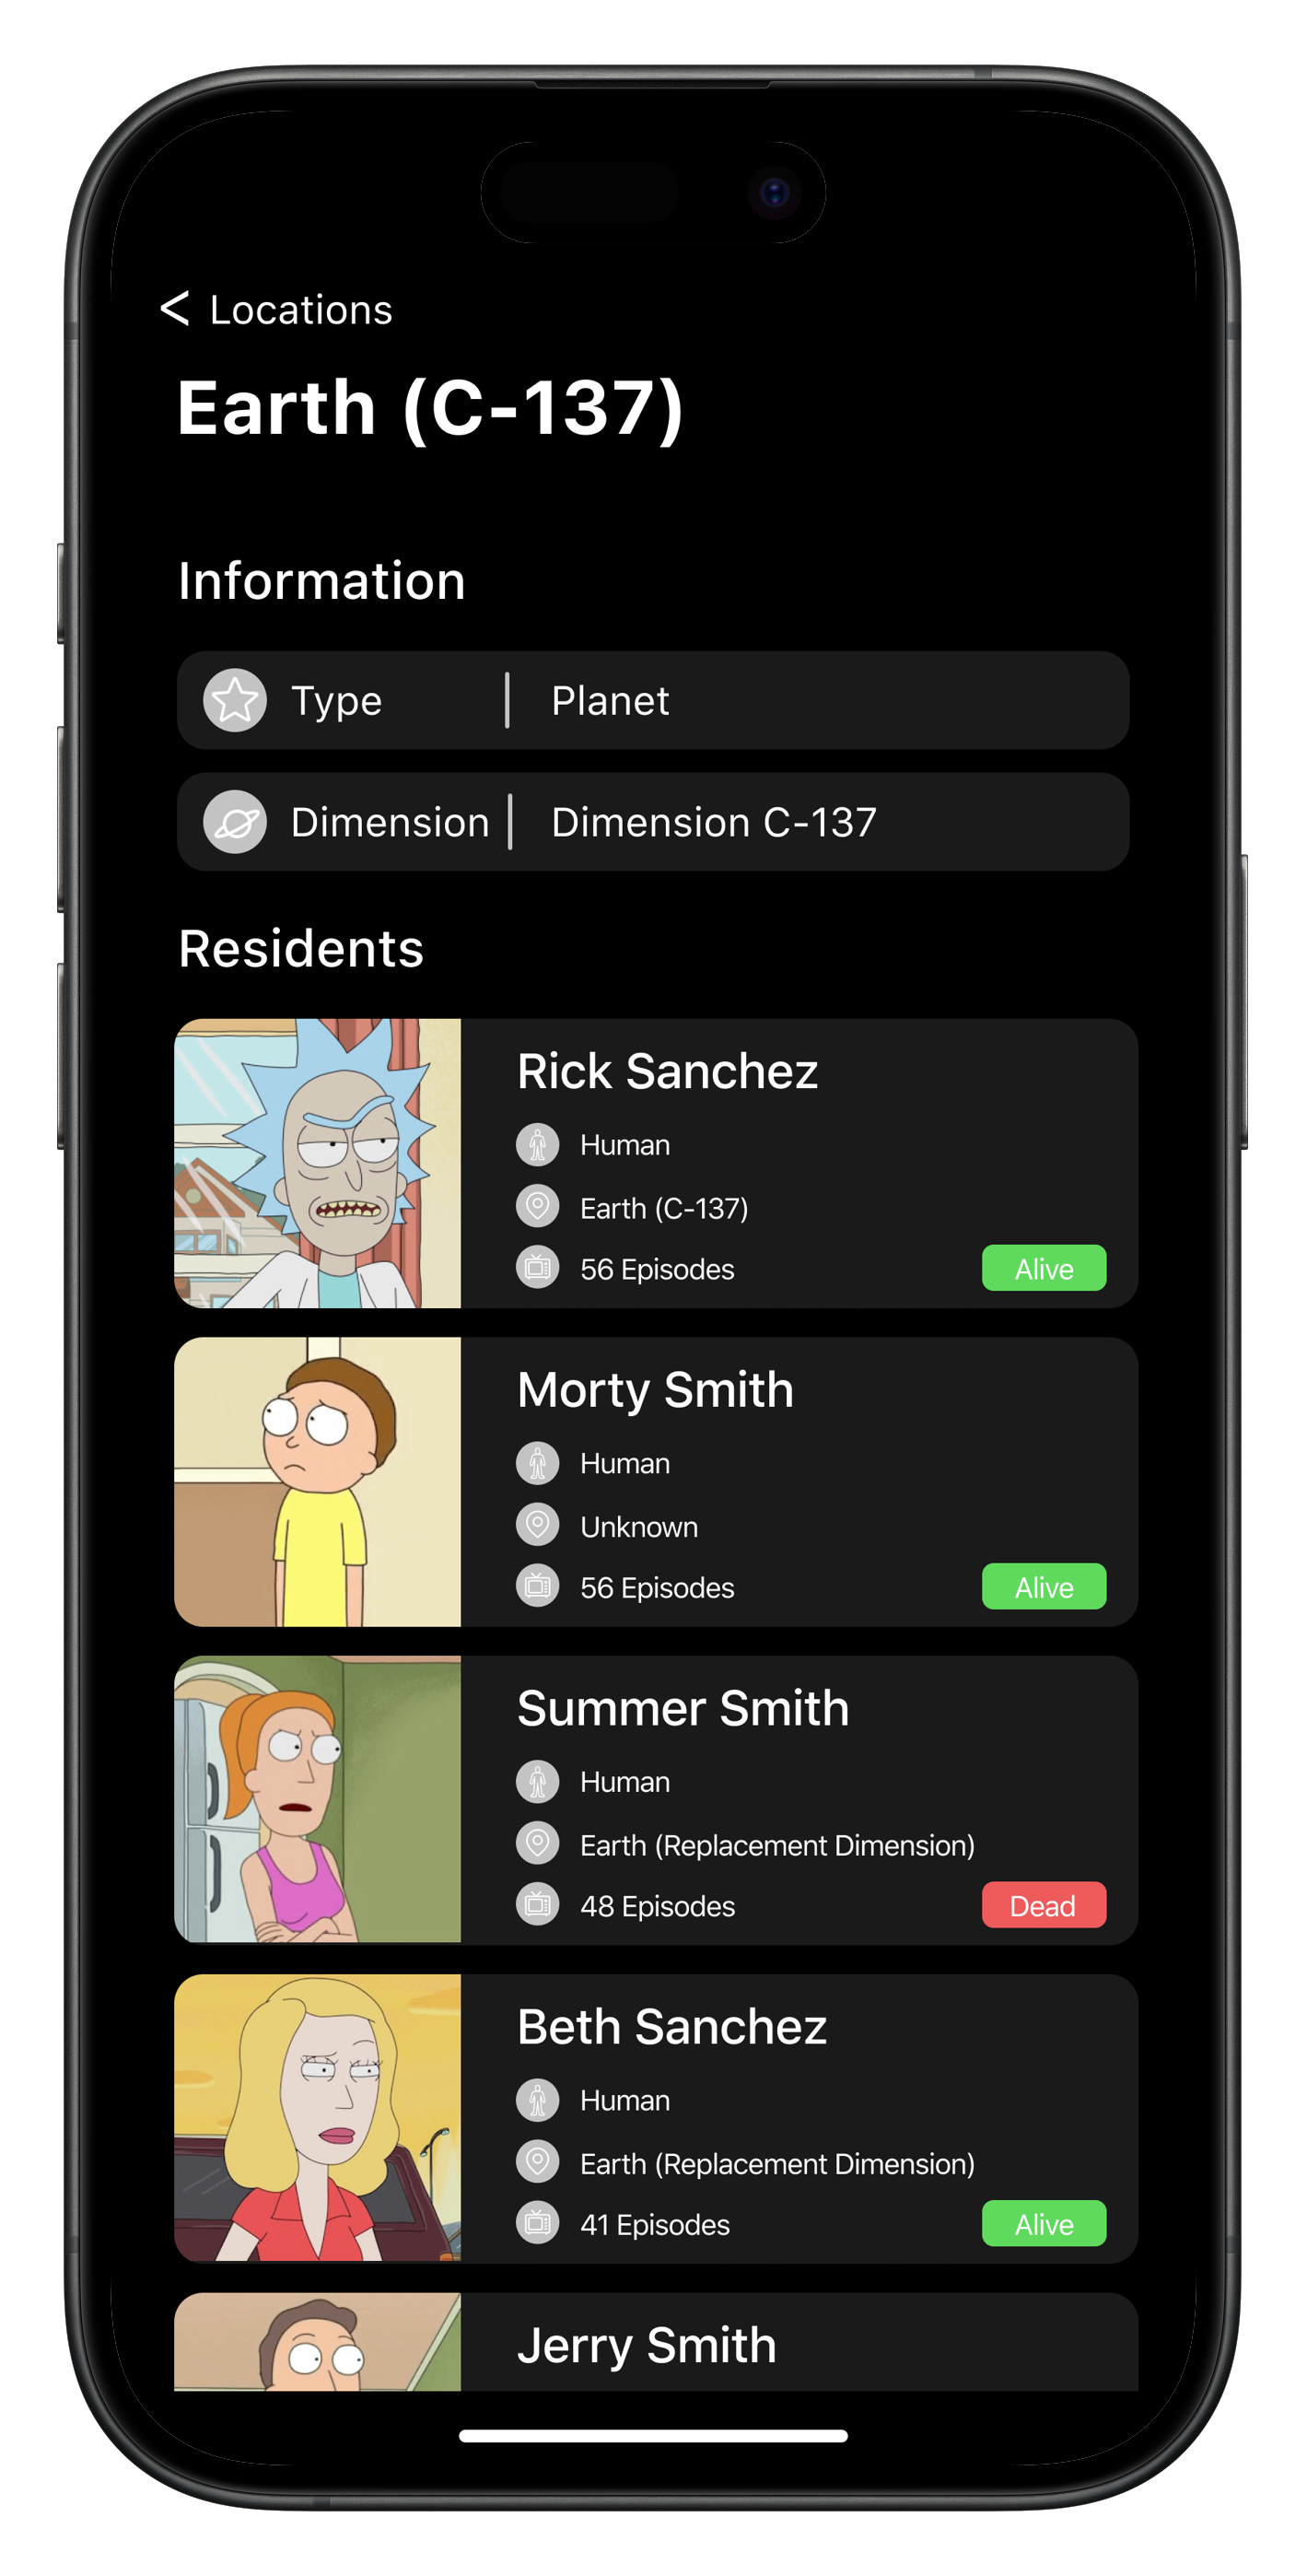 < Locations
Earth (C-137)
Information
Type | Planet
Dimension | Dimension C-137
Residents
Rick Sanchez
Human
Earth (C-137)
56 Episodes
Alive
Morty Smith
Human
Unknown
56 Episodes
Alive
Summer Smith
Human
Earth (Replacement Dimension)
48 Episodes
Dead
Beth Sanchez
Human
Earth (Replacement Dimension)
41 Episodes
Alive
Jerry Smith